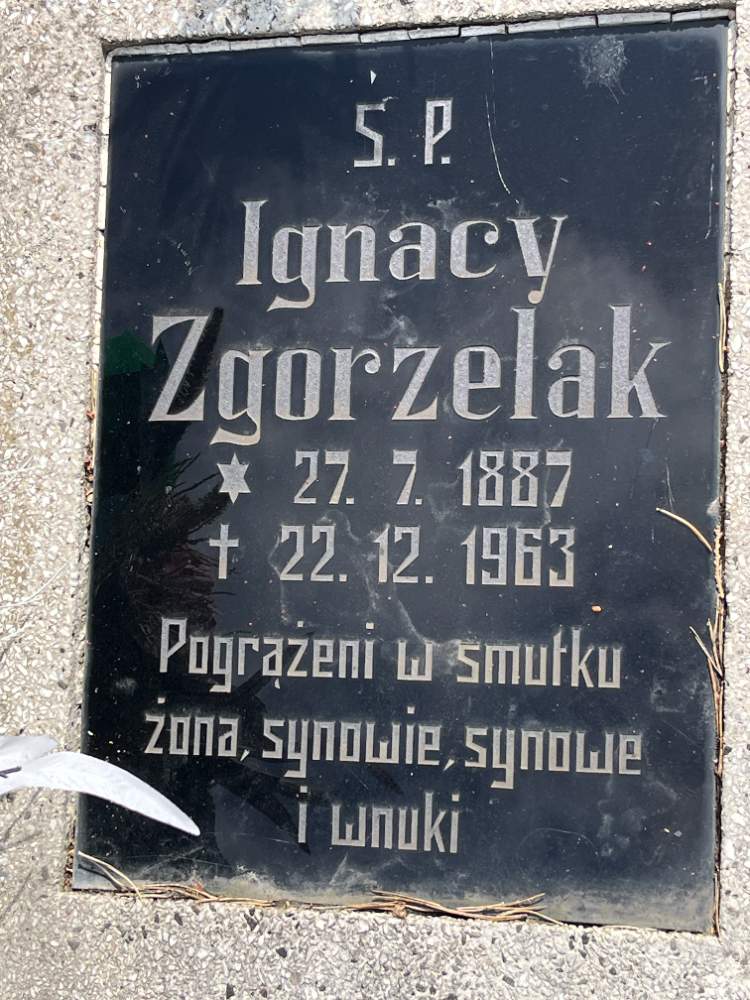 Ś. P.
Ignacy
Zgorzelak
✶ 27. 7. 1887
† 22. 12. 1963
Pogrążeni w smutku
żona, synowie, synowe
i wnuki